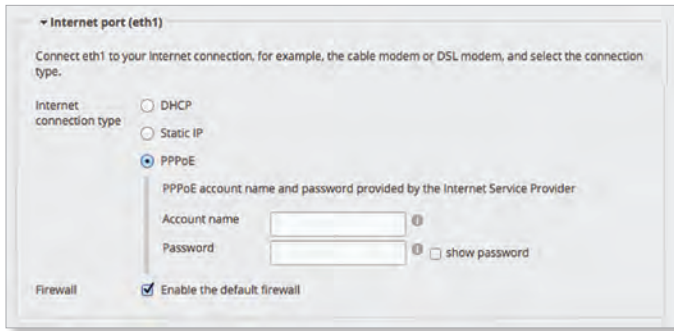 Internet port (eth1)
Connect eth1 to your Internet connection, for example, the cable modem or DSL modem, and select the connection
type.
Internet
connection type
DHCP
Static IP
PPPoE
PPPoE account name and password provided by the Internet Service Provider
Account name
Password
show password
Firewall
Enable the default firewall